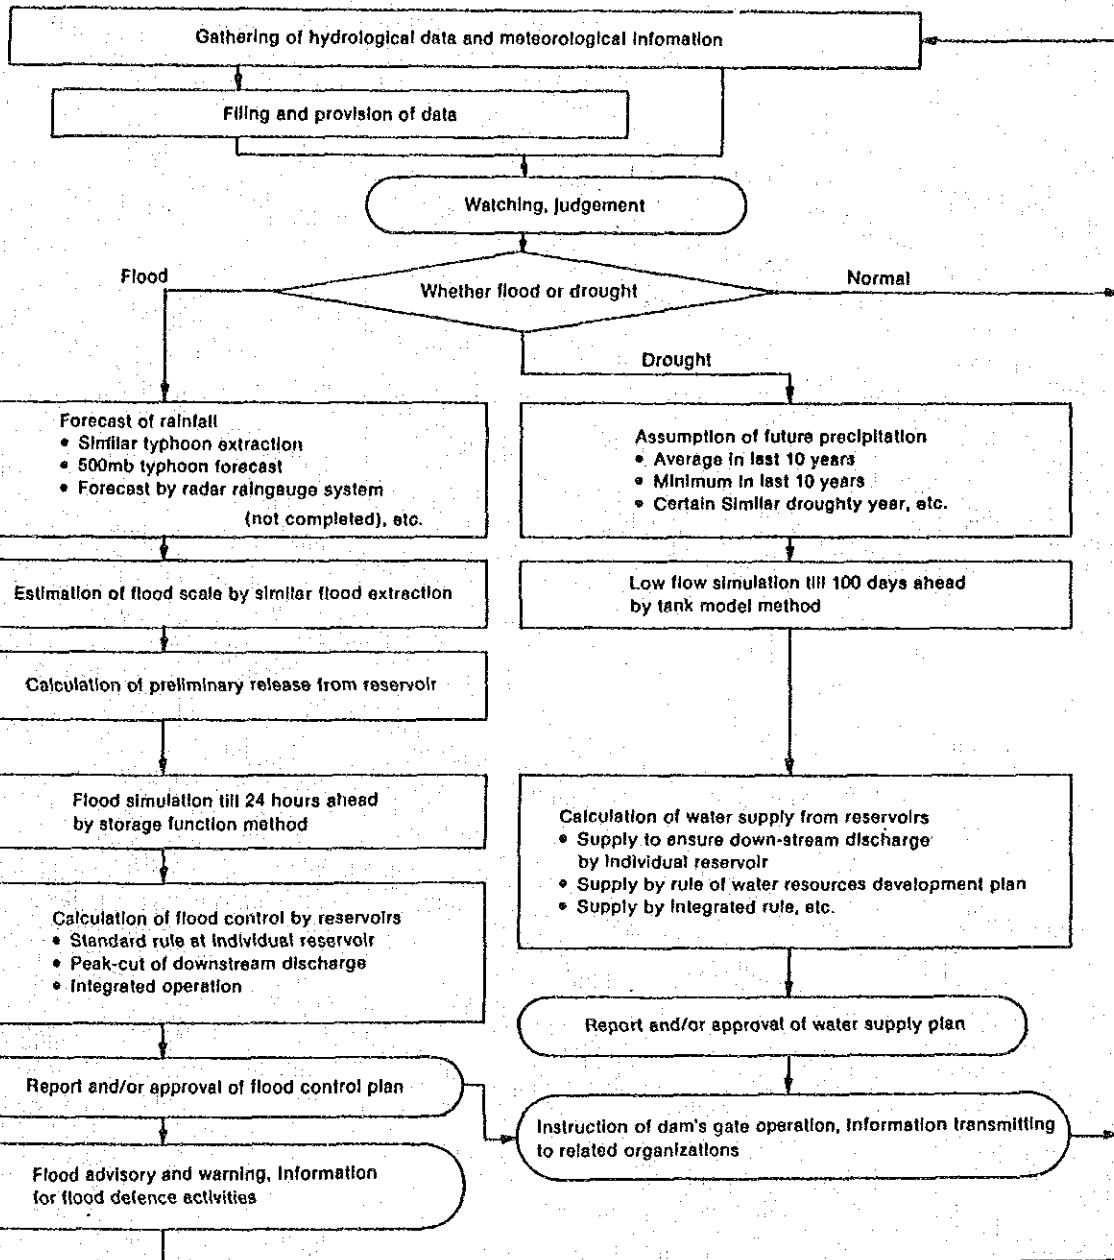 Gathering of hydrological data and meteorological infomation
Filing and provision of data
Watching, judgement
Flood
Whether flood or drought
Normal
Drought
Forecast of rainfall
• Similar typhoon extraction
• 500mb typhoon forecast
• Forecast by radar raingauge system
(not completed), etc.
Estimation of flood scale by similar flood extraction
Calculation of preliminary release from reservoir
Flood simulation till 24 hours ahead
by storage function method
Calculation of flood control by reservoirs
• Standard rule at individual reservoir
• Peak-cut of downstream discharge
• Integrated operation
Report and/or approval of flood control plan
Flood advisory and warning, Information
for flood defence activities
Assumption of future precipitation
• Average in last 10 years
• Minimum in last 10 years
• Certain Similar droughty year, etc.
Low flow simulation till 100 days ahead
by tank model method
Calculation of water supply from reservoirs
• Supply to ensure down-stream discharge
by individual reservoir
• Supply by rule of water resources development plan
• Supply by integrated rule, etc.
Report and/or approval of water supply plan
Instruction of dam's gate operation, Information transmitting
to related organizations